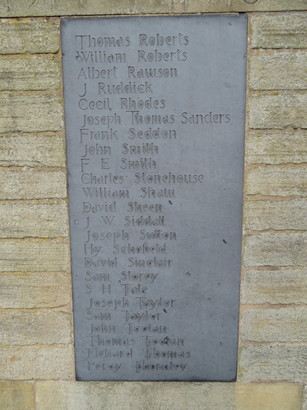 Thomas Roberts
William Roberts
Albert Rawson
J Ruddick
Cecil Rhodes
Joseph Thomas Sanders
Frank Seddon
John Smith
F E Smith
Charles Stonehouse
William Shaw
David Sheen
J W Siddall
Joseph Sutton
Hy. Schofield
David Sinclair
Sam Storey
S H Tate
Joseph Taylor
Sam Taylor
John
Thomas
Richard Thomas
Percy